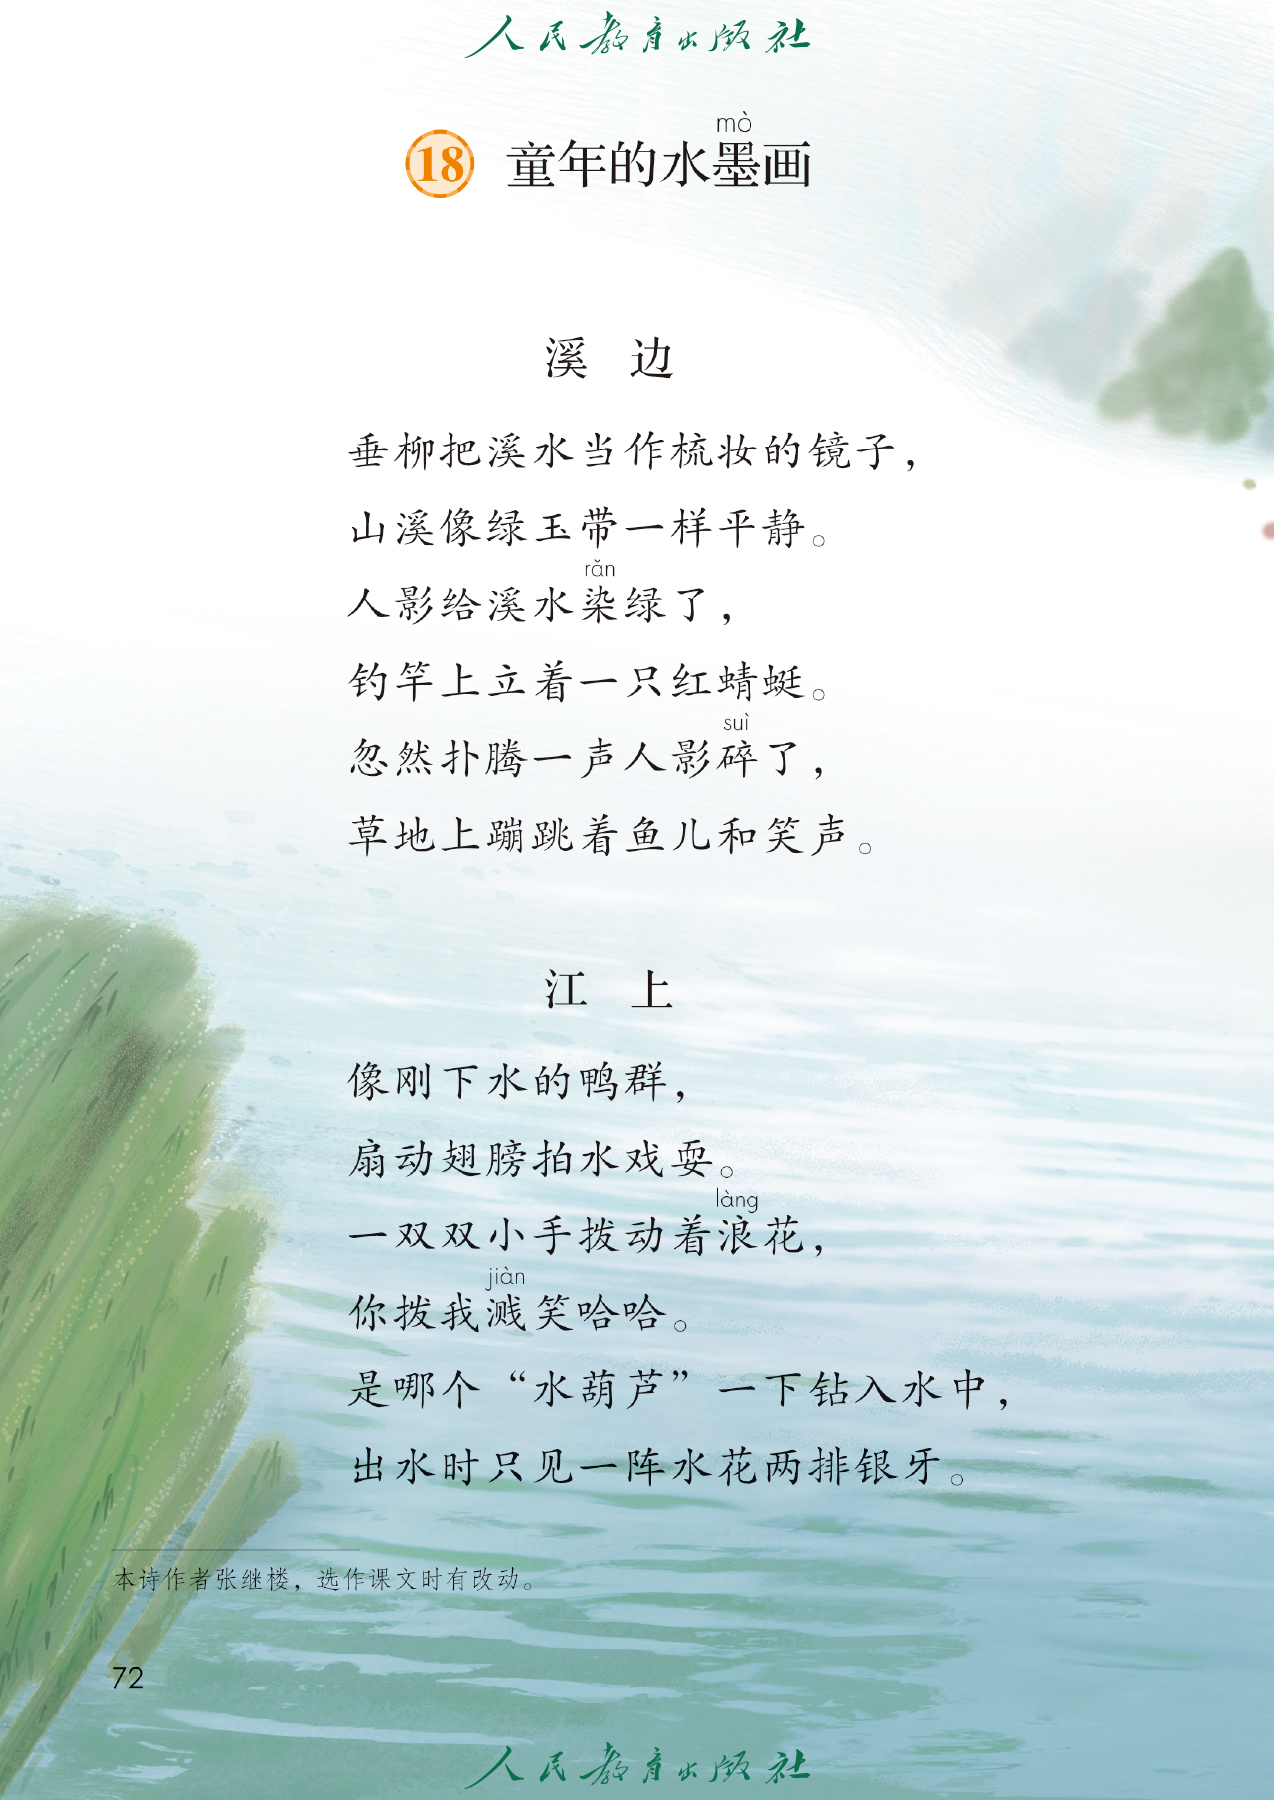 人民教育出版社
mò
18 童年的水墨画
溪 边
垂柳把溪水当作梳妆的镜子，
山溪像绿玉带一样平静。
rǎn
人影给溪水染绿了，
钓竿上立着一只红蜻蜓。
suì
忽然扑腾一声人影碎了，
草地上蹦跳着鱼儿和笑声。
江 上
像刚下水的鸭群，
扇动翅膀拍水戏耍。
làng
一双双小手拨动着浪花，
jiàn
你拨我溅笑哈哈。
是哪个“水葫芦”一下钻入水中，
出水时只见一阵水花两排银牙。
本诗作者张继楼，选作课文时有改动。
72
人民教育出版社